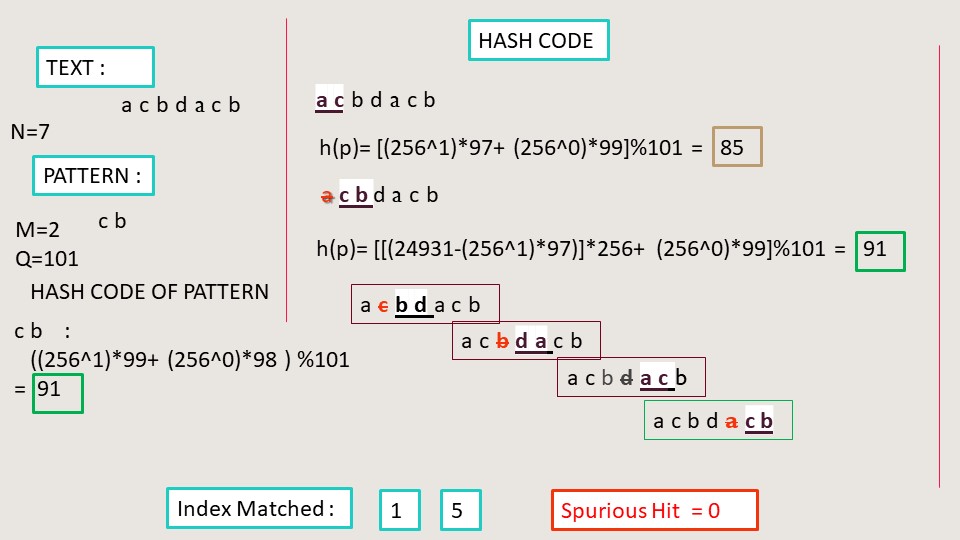 TEXT :
a c b d a c b
N=7
PATTERN :
c b
M=2
Q=101
HASH CODE OF PATTERN
c b :
((256^1)*99+ (256^0)*98 ) %101
= 91
HASH CODE
a c b d a c b
h(p)= [(256^1)*97+ (256^0)*99]%101 = 85
a c b d a c b
h(p)= [[(24931-(256^1)*97)]*256+ (256^0)*99]%101 = 91
a c b d a c b
a c b d a c b
a c b d a c b
a c b d a c b
Index Matched : 1 5
Spurious Hit = 0